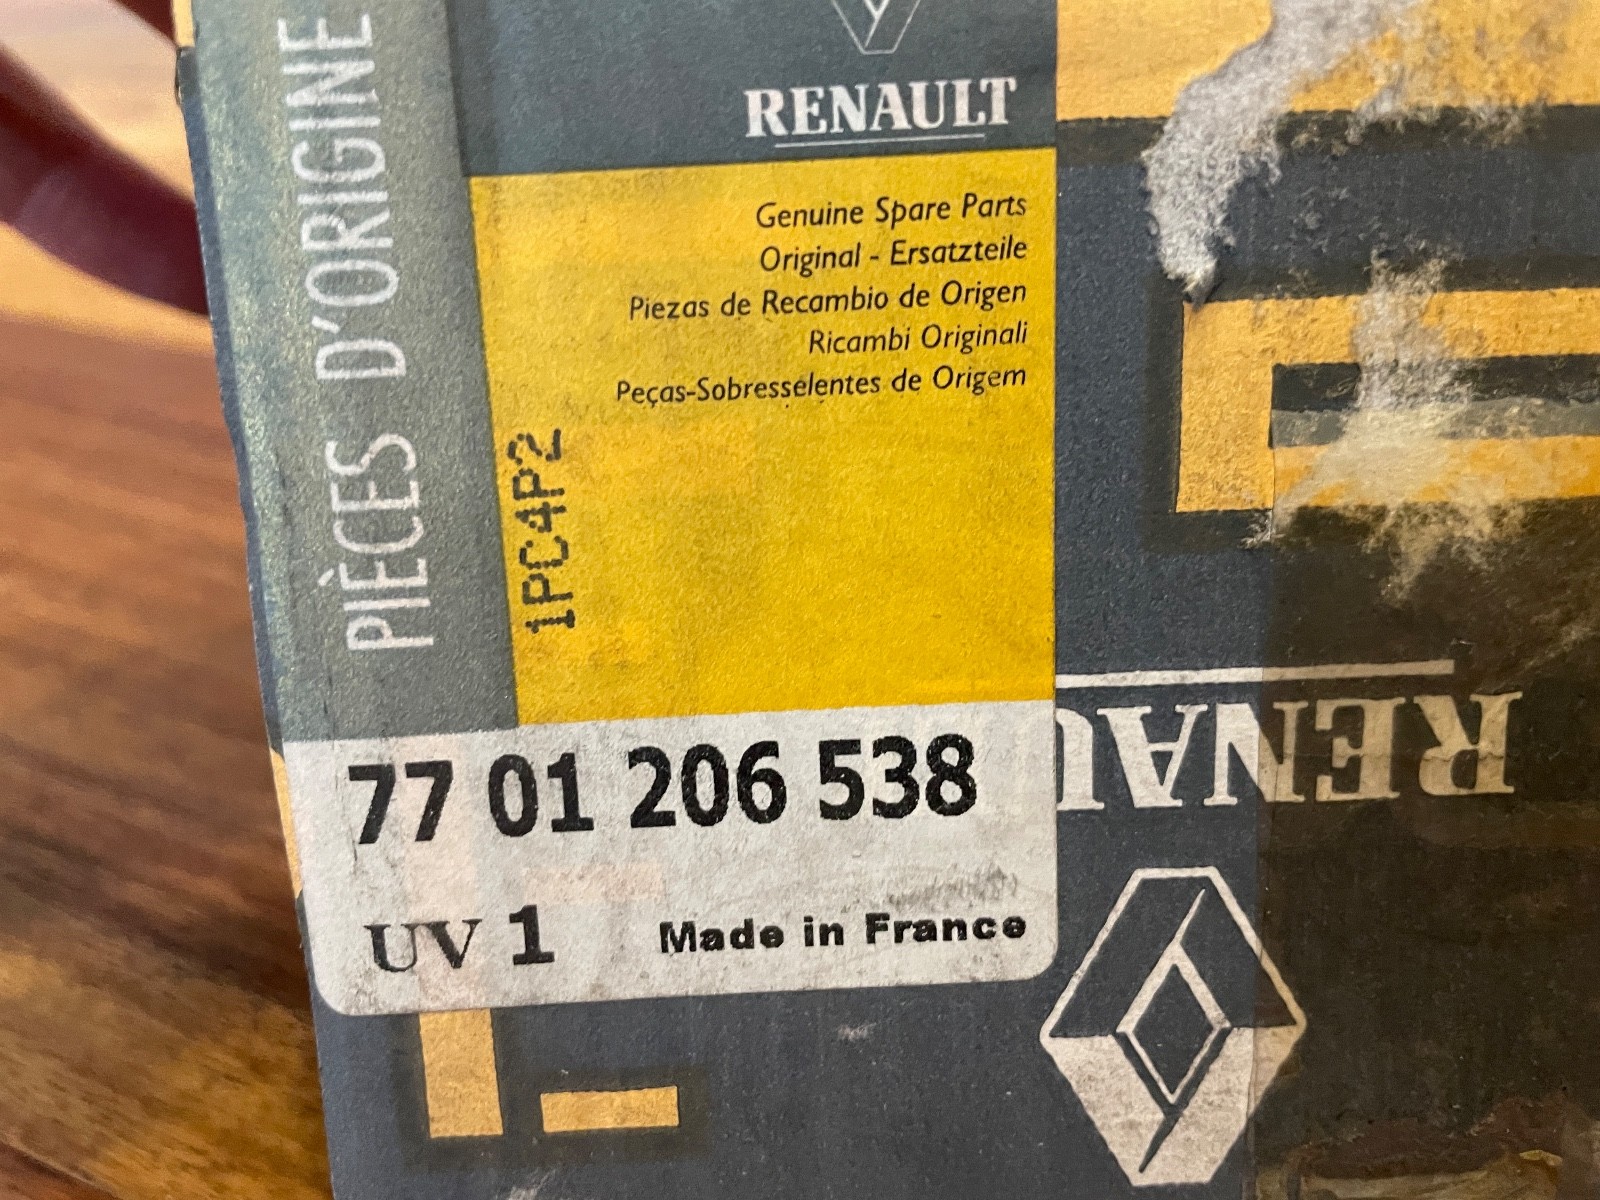 PIÈCES D'ORIGINE
RENAULT
Genuine Spare Parts
Original - Ersatzteile
Piezas de Recambio de Origen
Ricambi Originali
Peças-Sobresselentes de Origem
1PC4P2
77 01 206 538
UV 1 Made in France
RENAU